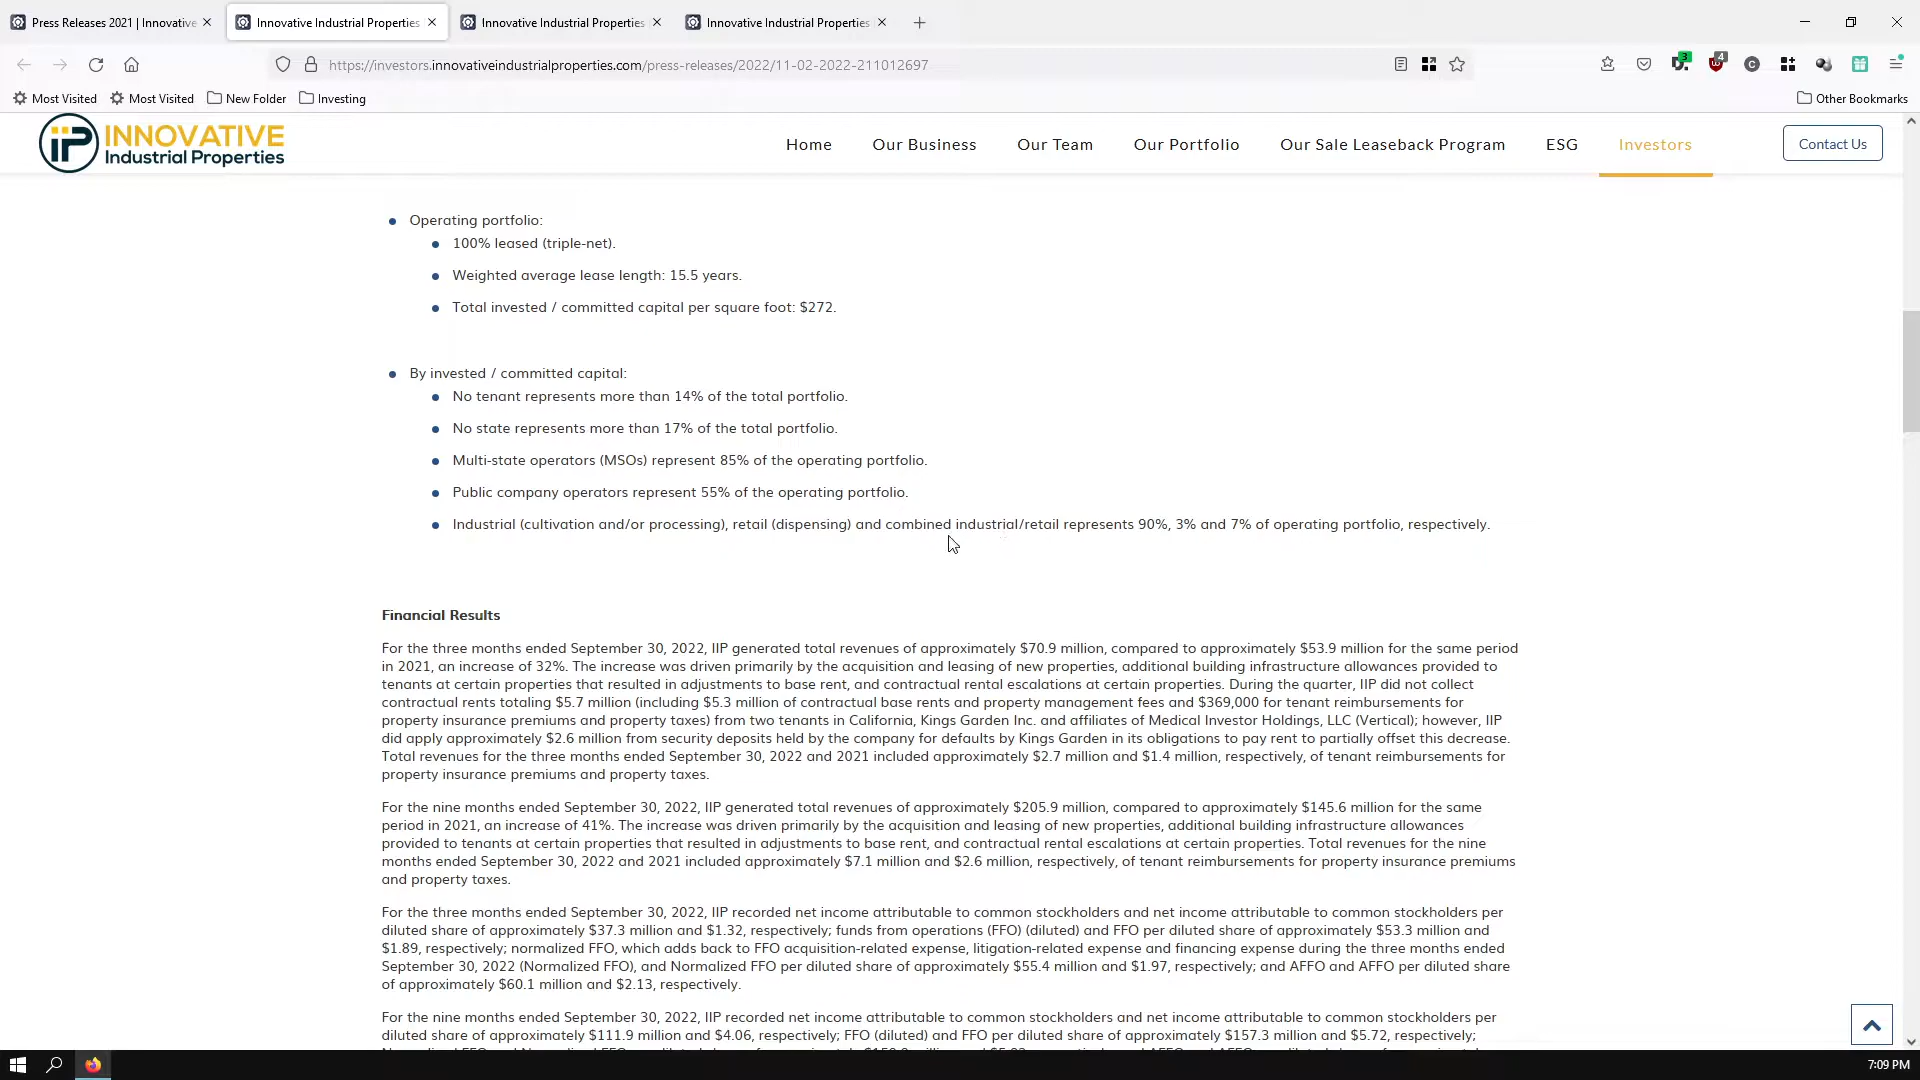 Press Releases 2021 | Innovative
Innovative Industrial Properties
Innovative Industrial Properties
Innovative Industrial Properties
https://investors.innovativeindustrialproperties.com/press-releases/2022/11-02-2022-211012697
3
4
Most Visited
Most Visited
New Folder
Investing
Other Bookmarks
IIP INNOVATIVE
Industrial Properties
Home
Our Business
Our Team
Our Portfolio
Our Sale Leaseback Program
ESG
Investors
Contact Us
Operating portfolio:
100% leased (triple-net).
Weighted average lease length: 15.5 years.
Total invested / committed capital per square foot: $272.
By invested / committed capital:
No tenant represents more than 14% of the total portfolio.
No state represents more than 17% of the total portfolio.
Multi-state operators (MSOs) represent 85% of the operating portfolio.
Public company operators represent 55% of the operating portfolio.
Industrial (cultivation and/or processing), retail (dispensing) and combined industrial/retail represents 90%, 3% and 7% of operating portfolio, respectively.
Financial Results
For the three months ended September 30, 2022, IIP generated total revenues of approximately $70.9 million, compared to approximately $53.9 million for the same period
in 2021, an increase of 32%. The increase was driven primarily by the acquisition and leasing of new properties, additional building infrastructure allowances provided to
tenants at certain properties that resulted in adjustments to base rent, and contractual rental escalations at certain properties. During the quarter, IIP did not collect
contractual rents totaling $5.7 million (including $5.3 million of contractual base rents and property management fees and $369,000 for tenant reimbursements for
property insurance premiums and property taxes) from two tenants in California, Kings Garden Inc. and affiliates of Medical Investor Holdings, LLC (Vertical); however, IIP
did apply approximately $2.6 million from security deposits held by the company for defaults by Kings Garden in its obligations to pay rent to partially offset this decrease.
Total revenues for the three months ended September 30, 2022 and 2021 included approximately $2.7 million and $1.4 million, respectively, of tenant reimbursements for
property insurance premiums and property taxes.
For the nine months ended September 30, 2022, IIP generated total revenues of approximately $205.9 million, compared to approximately $145.6 million for the same
period in 2021, an increase of 41%. The increase was driven primarily by the acquisition and leasing of new properties, additional building infrastructure allowances
provided to tenants at certain properties that resulted in adjustments to base rent, and contractual rental escalations at certain properties. Total revenues for the nine
months ended September 30, 2022 and 2021 included approximately $7.1 million and $2.6 million, respectively, of tenant reimbursements for property insurance premiums
and property taxes.
For the three months ended September 30, 2022, IIP recorded net income attributable to common stockholders and net income attributable to common stockholders per
diluted share of approximately $37.3 million and $1.32, respectively; funds from operations (FFO) (diluted) and FFO per diluted share of approximately $53.3 million and
$1.89, respectively; normalized FFO, which adds back to FFO acquisition-related expense, litigation-related expense and financing expense during the three months ended
September 30, 2022 (Normalized FFO), and Normalized FFO per diluted share of approximately $55.4 million and $1.97, respectively; and AFFO and AFFO per diluted share
of approximately $60.1 million and $2.13, respectively.
For the nine months ended September 30, 2022, IIP recorded net income attributable to common stockholders and net income attributable to common stockholders per
diluted share of approximately $111.9 million and $4.06, respectively; FFO (diluted) and FFO per diluted share of approximately $157.3 million and $5.72, respectively;
7:09 PM